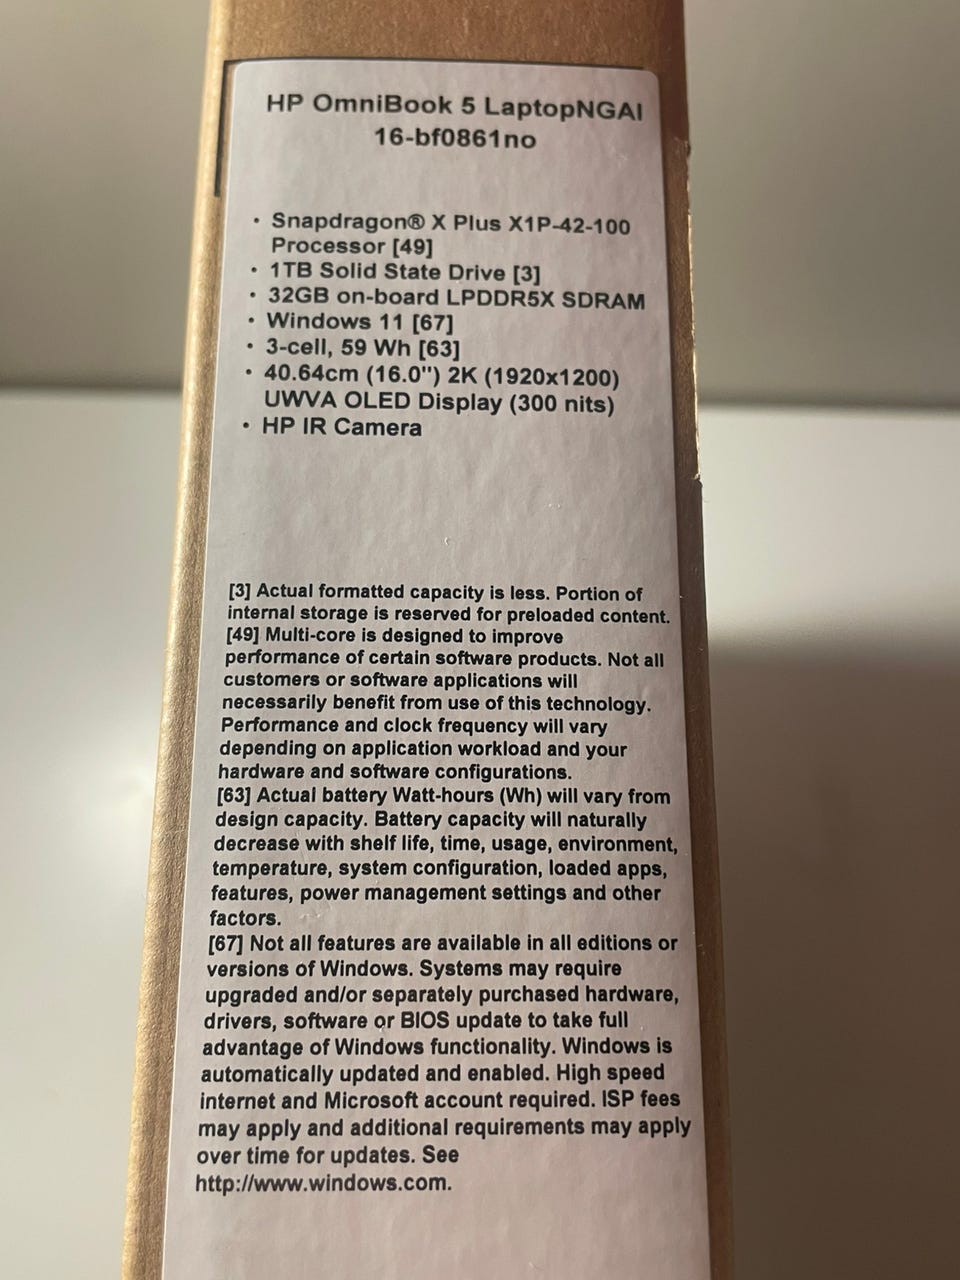 HP OmniBook 5 LaptopNGAI
16-bf0861no
• Snapdragon® X Plus X1P-42-100
Processor [49]
• 1TB Solid State Drive [3]
• 32GB on-board LPDDR5X SDRAM
• Windows 11 [67]
• 3-cell, 59 Wh [63]
• 40.64cm (16.0") 2K (1920x1200)
UWVA OLED Display (300 nits)
• HP IR Camera
[3] Actual formatted capacity is less. Portion of
internal storage is reserved for preloaded content.
[49] Multi-core is designed to improve
performance of certain software products. Not all
customers or software applications will
necessarily benefit from use of this technology.
Performance and clock frequency will vary
depending on application workload and your
hardware and software configurations.
[63] Actual battery Watt-hours (Wh) will vary from
design capacity. Battery capacity will naturally
decrease with shelf life, time, usage, environment,
temperature, system configuration, loaded apps,
features, power management settings and other
factors.
[67] Not all features are available in all editions or
versions of Windows. Systems may require
upgraded and/or separately purchased hardware,
drivers, software or BIOS update to take full
advantage of Windows functionality. Windows is
automatically updated and enabled. High speed
internet and Microsoft account required. ISP fees
may apply and additional requirements may apply
over time for updates. See
http://www.windows.com.